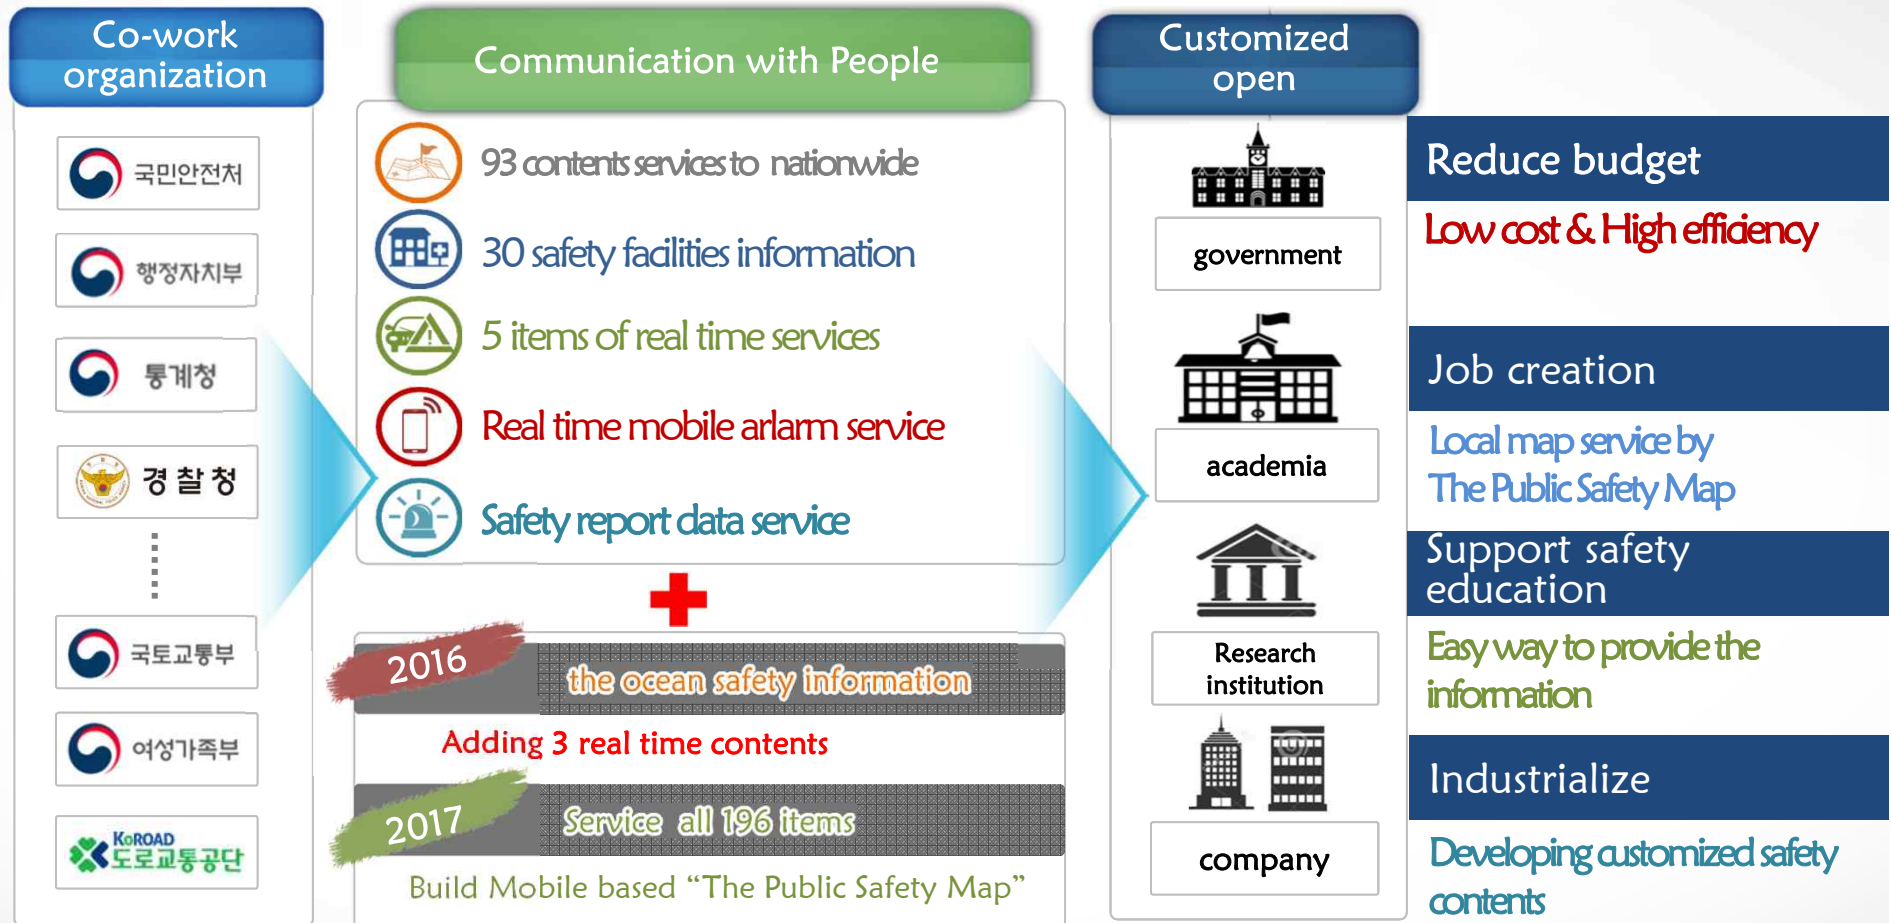 Co-work
organization
국민안전처
행정자치부
통계청
경찰청
국토교통부
여성가족부
KOROAD
도로교통공단
Communication with People
93 contents services to nationwide
30 safety facilities information
5 items of real time services
Real time mobile arlarm service
Safety report data service
2016
the ocean safety information
Adding 3 real time contents
2017
Service all 196 items
Build Mobile based “The Public Safety Map”
Customized
open
government
academia
Research
institution
company
Reduce budget
Low cost & High efficiency
Job creation
Local map service by
The Public Safety Map
Support safety
education
Easy way to provide the
information
Industrialize
Developing customized safety
contents